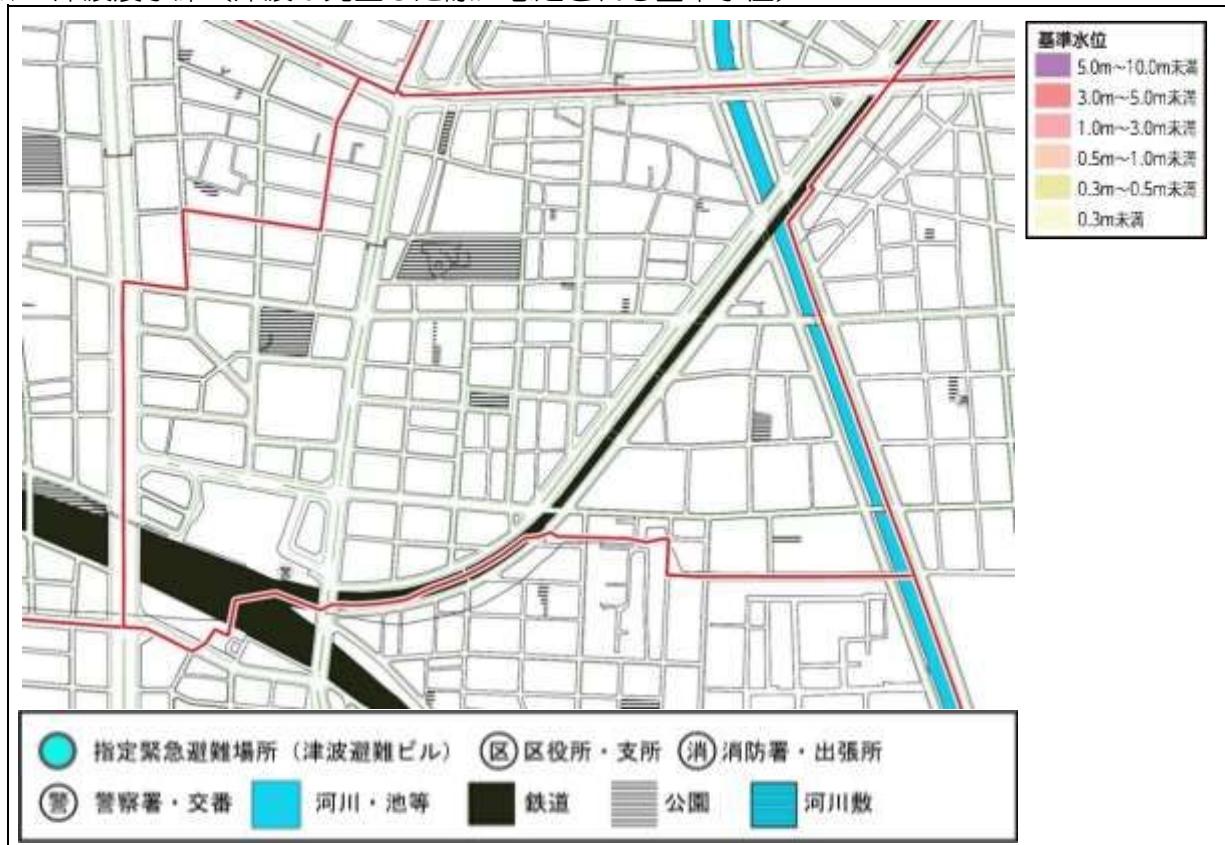 基準水位
5.0m～10.0m未満
3.0m～5.0m未満
1.0m～3.0m未満
0.5m～1.0m未満
0.3m～0.5m未満
0.3m未満
指定緊急避難場所（津波避難ビル） 区 区役所・支所 消 消防署・出張所
警 警察署・交番 河川・池等 鉄道 公園 河川敷